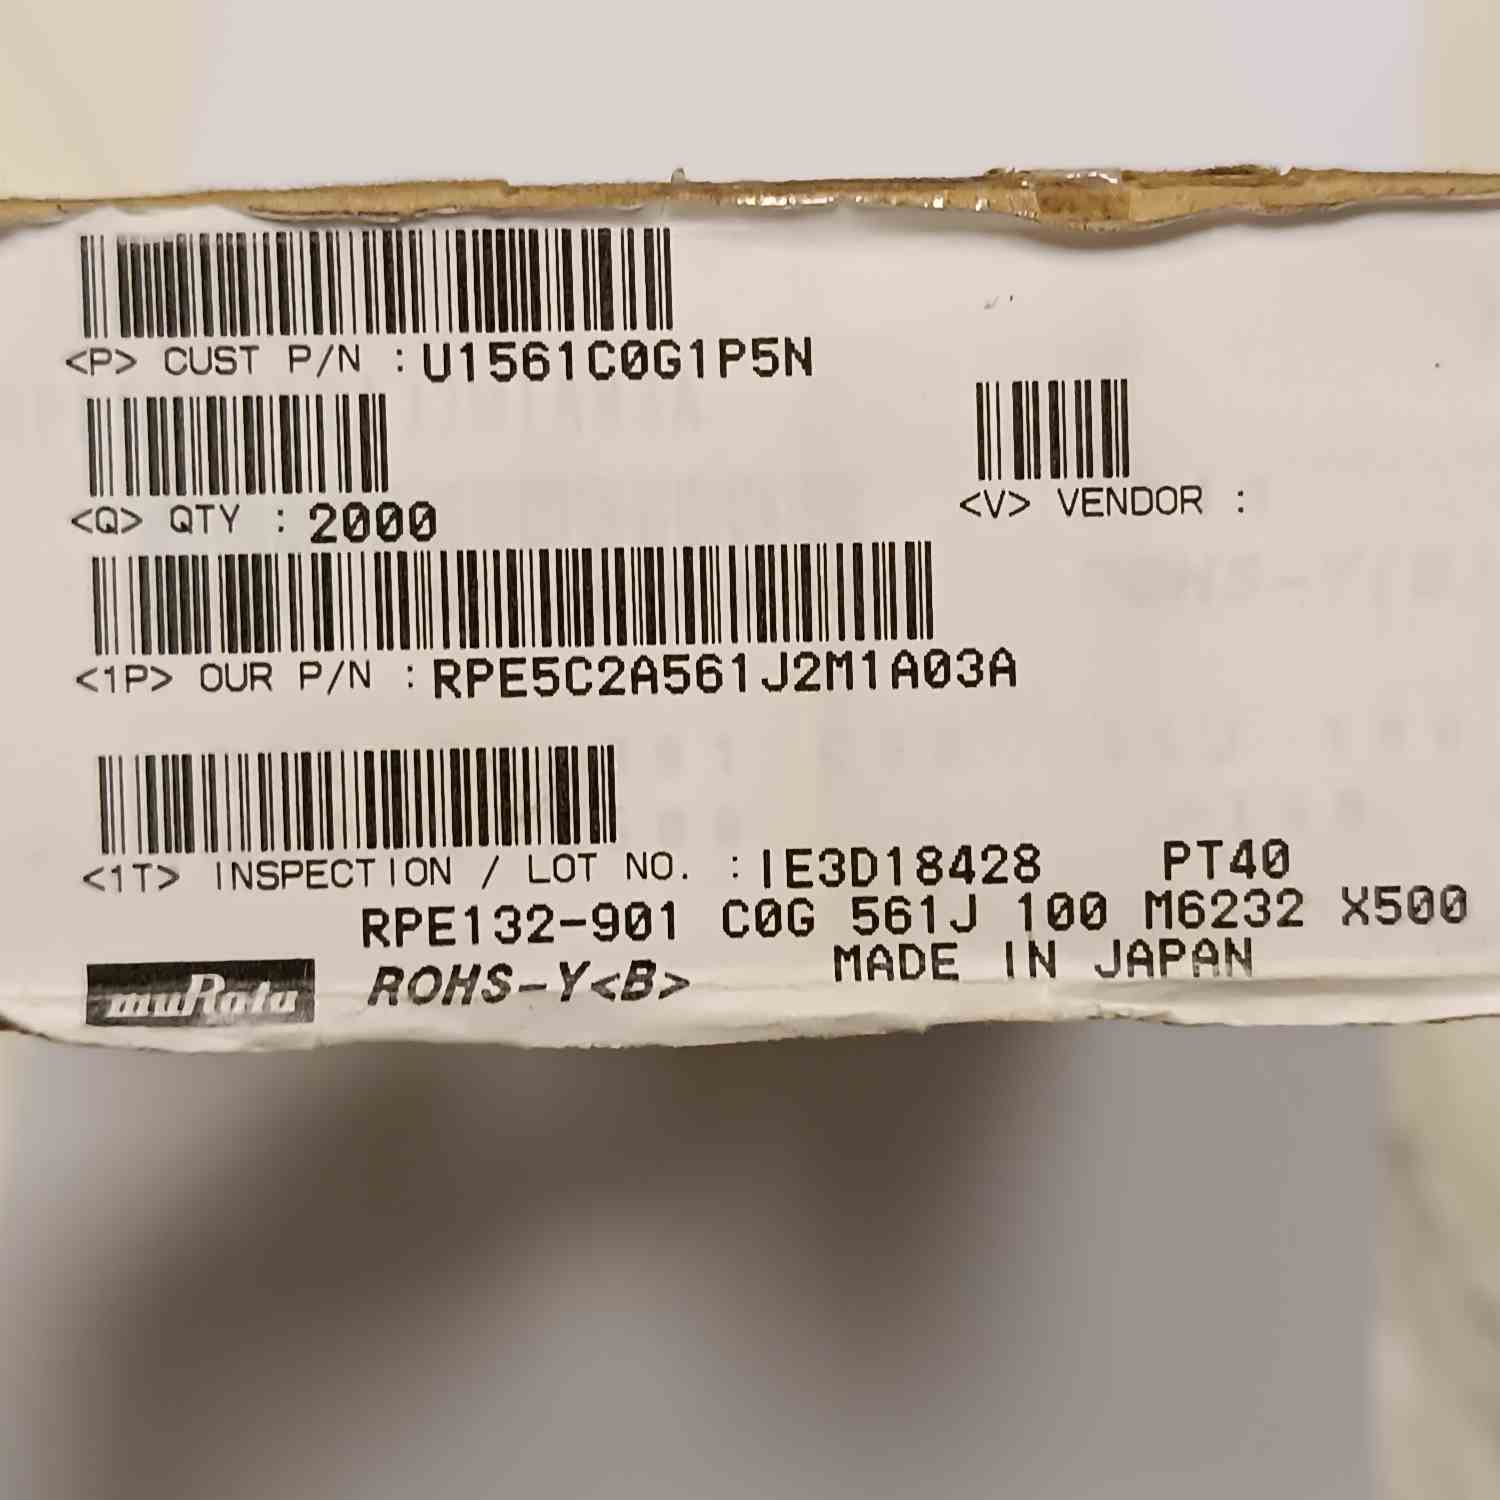 <P> CUST P/N : U1561C0G1P5N
<Q> QTY : 2000
<V> VENDOR :
<1P> OUR P/N : RPE5C2A561J2M1A03A
<1T> INSPECTION / LOT NO. : IE3D18428 PT40
RPE132-901 C0G 561J 100 M6232 X500
muRata ROHS-Y<B> MADE IN JAPAN